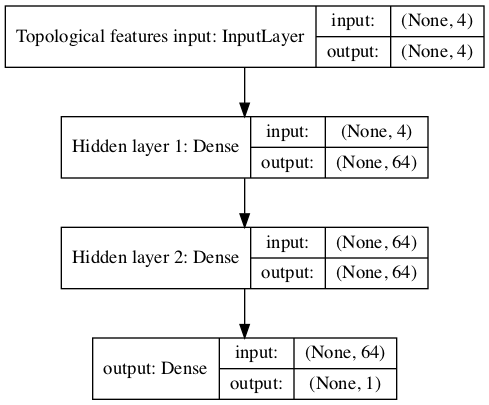 Topological features input: InputLayer
input: (None, 4)
output: (None, 4)
Hidden layer 1: Dense
input: (None, 4)
output: (None, 64)
Hidden layer 2: Dense
input: (None, 64)
output: (None, 64)
output: Dense
input: (None, 64)
output: (None, 1)